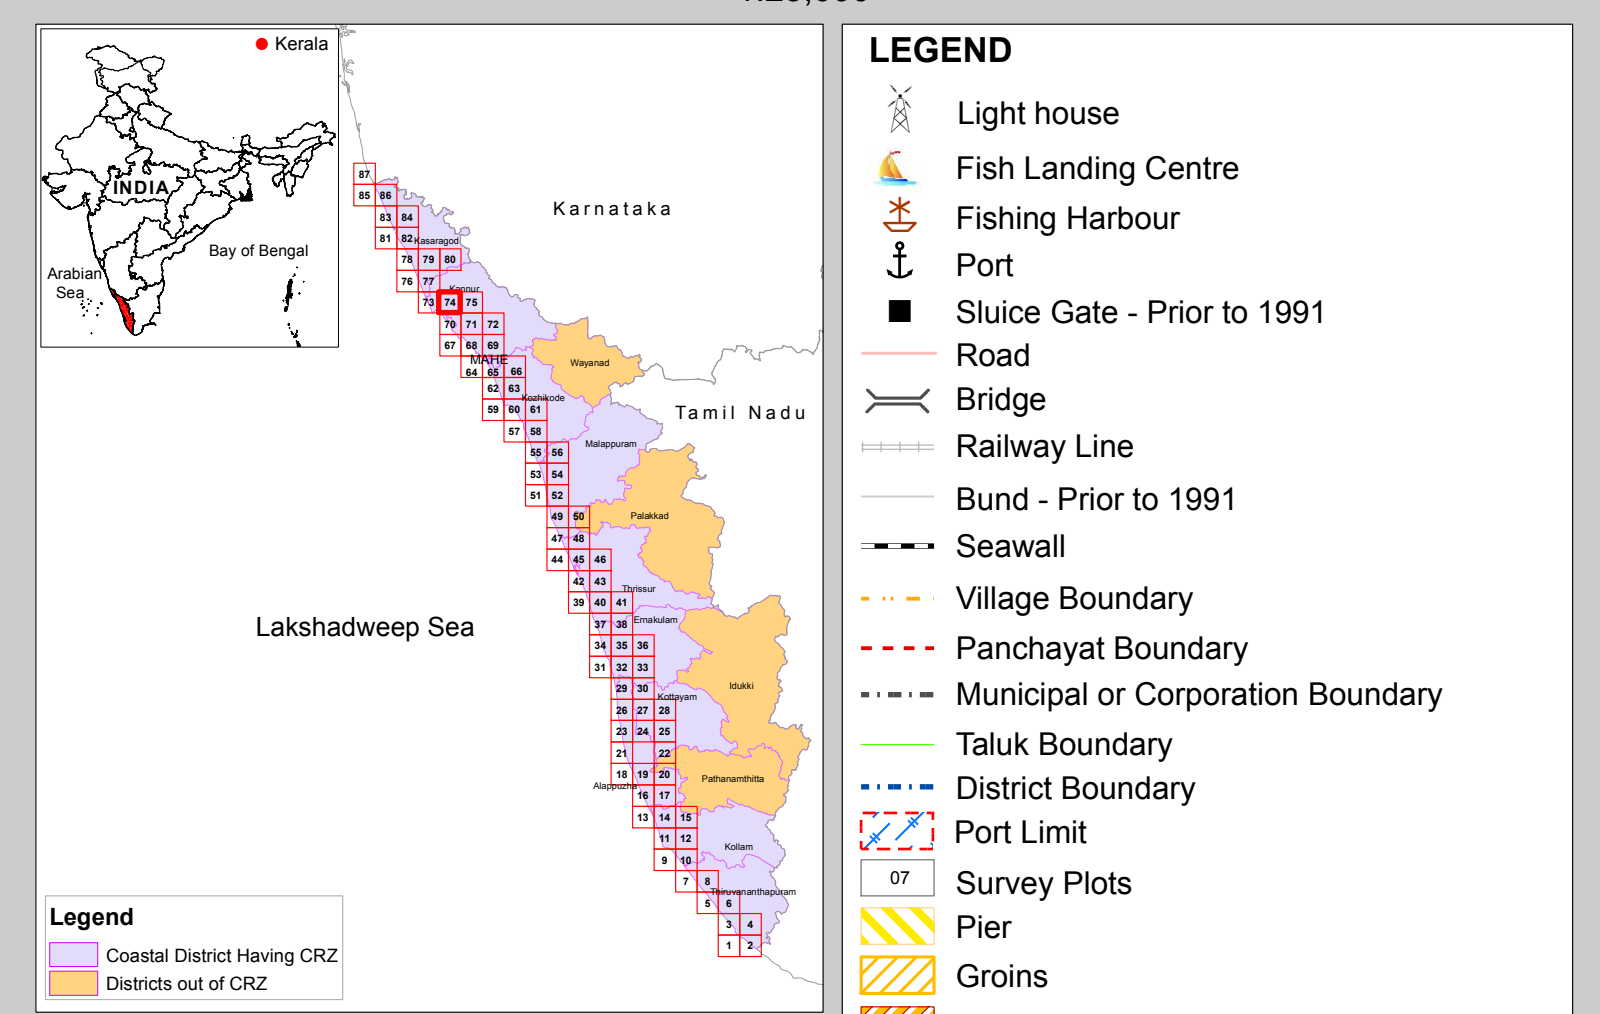 Kerala
INDIA
Bay of Bengal
Arabian
Sea
Karnataka
Tamil Nadu
Lakshadweep Sea
87
85 86
83 84
81 82
Kasaragod
78 79 80
76 77
Kannur
73 74 75
70 71 72
67 68 69
MAHE
64 65 66
Wayanad
62 63
Kozhikode
59 60 61
57 58
Malappuram
55 56
53 54
51 52
49 50
Palakkad
47 48
44 45 46
42 43
Thrissur
39 40 41
Ernakulam
37 38
34 35 36
31 32 33
29 30
Idukki
Kottayam
26 27 28
23 24 25
21 22
18 19 20
Pathanamthitta
Alappuzha
16 17
13 14 15
11 12
Kollam
9 10
7 8
Thiruvananthapuram
5 6
3 4
1 2
Legend
Coastal District Having CRZ
Districts out of CRZ
LEGEND
Light house
Fish Landing Centre
Fishing Harbour
Port
Sluice Gate - Prior to 1991
Road
Bridge
Railway Line
Bund - Prior to 1991
Seawall
Village Boundary
Panchayat Boundary
Municipal or Corporation Boundary
Taluk Boundary
District Boundary
Port Limit
07 Survey Plots
Pier
Groins